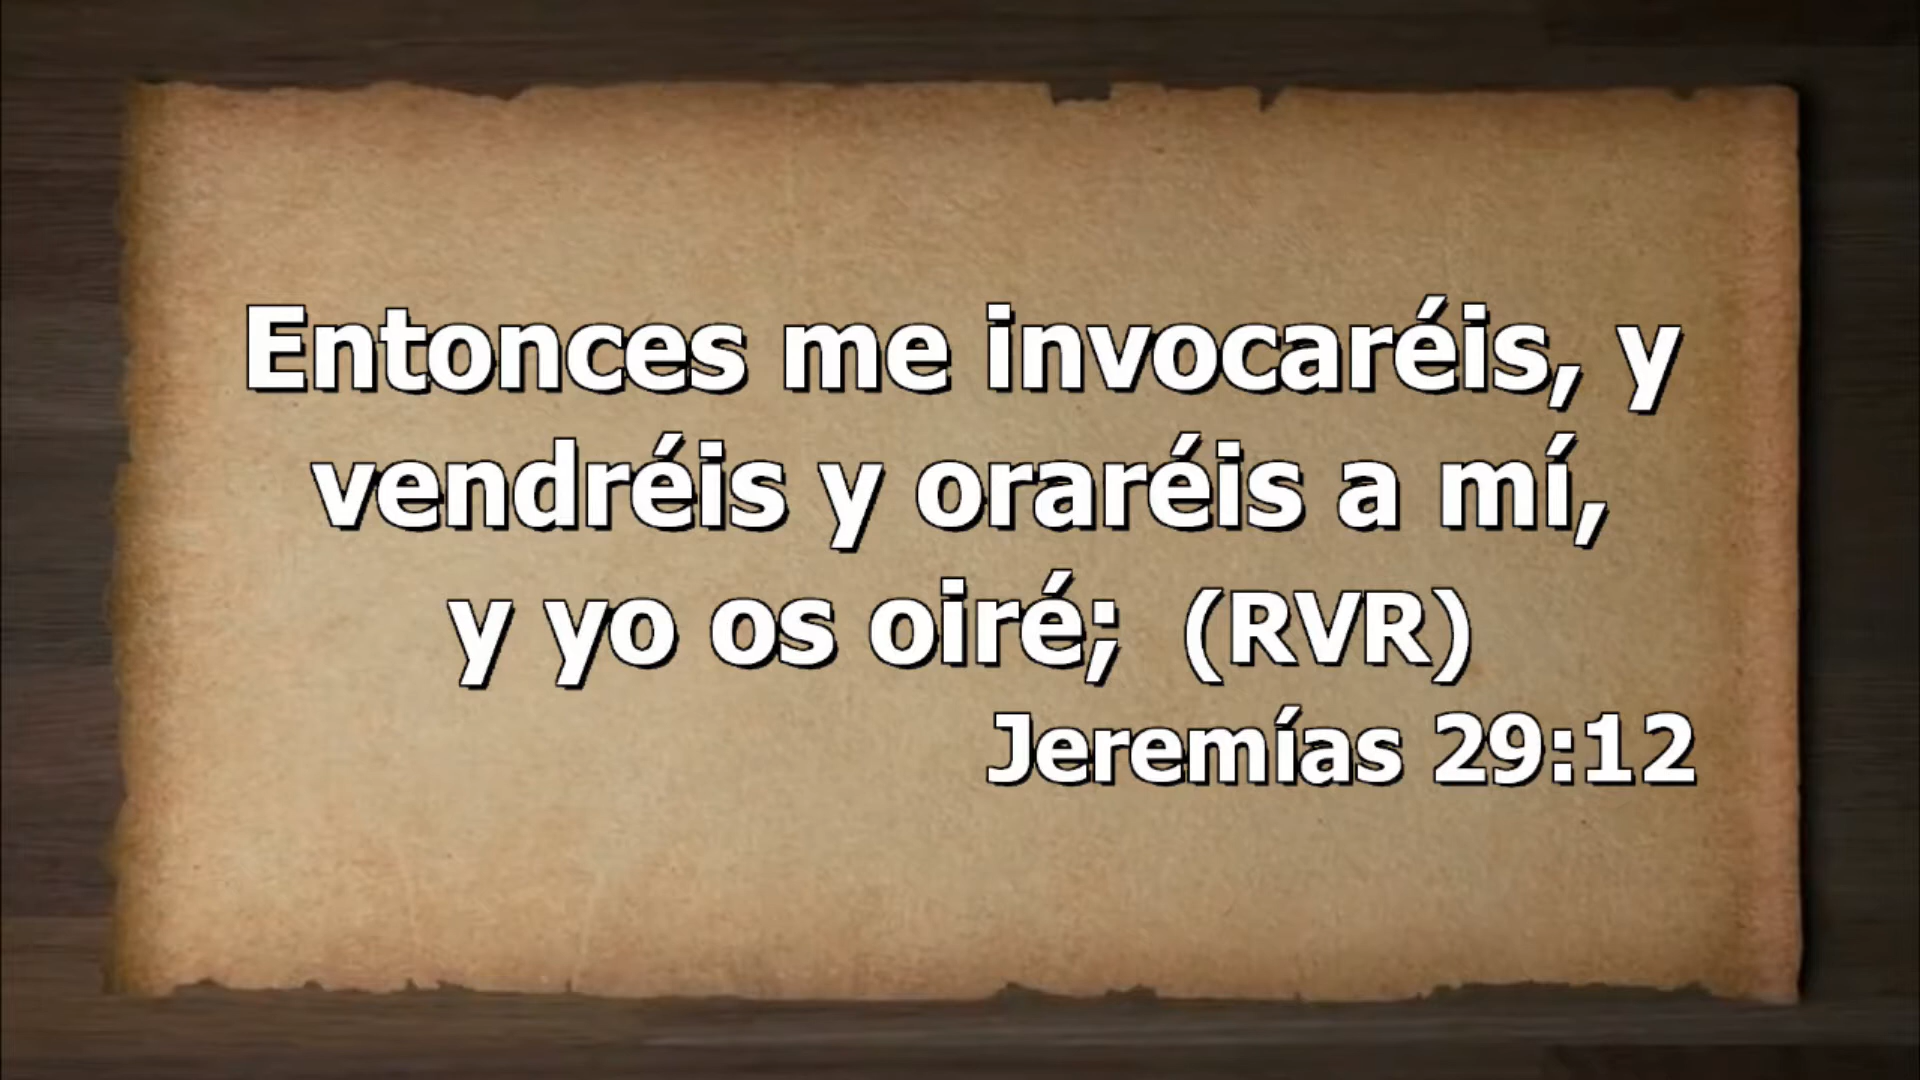 Entonces me invocaréis, y
vendréis y oraréis a mí,
y yo os oiré; (RVR)
Jeremías 29:12